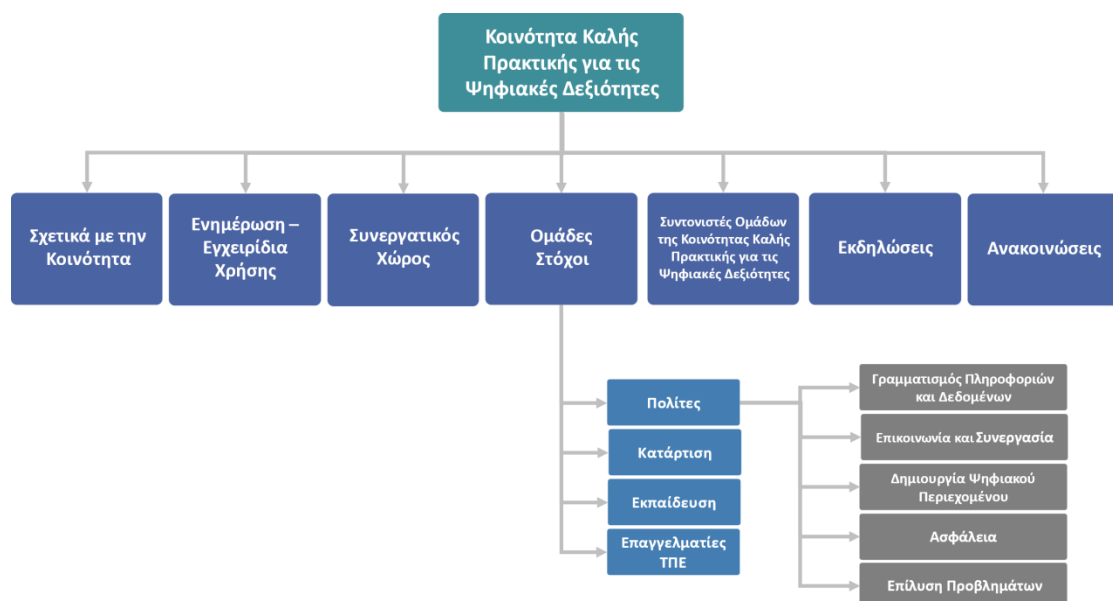 Κοινότητα Καλής
Πρακτικής για τις
Ψηφιακές Δεξιότητες
Σχετικά με την
Κοινότητα
Ενημέρωση –
Εγχειρίδια
Χρήσης
Συνεργατικός
Χώρος
Ομάδες
Στόχοι
Συντονιστές Ομάδων
της Κοινότητας Καλής
Πρακτικής για τις
Ψηφιακές Δεξιότητες
Εκδηλώσεις
Ανακοινώσεις
Πολίτες
Κατάρτιση
Εκπαίδευση
Επαγγελματίες
ΤΠΕ
Γραμματισμός Πληροφοριών
και Δεδομένων
Επικοινωνία και Συνεργασία
Δημιουργία Ψηφιακού
Περιεχομένου
Ασφάλεια
Επίλυση Προβλημάτων